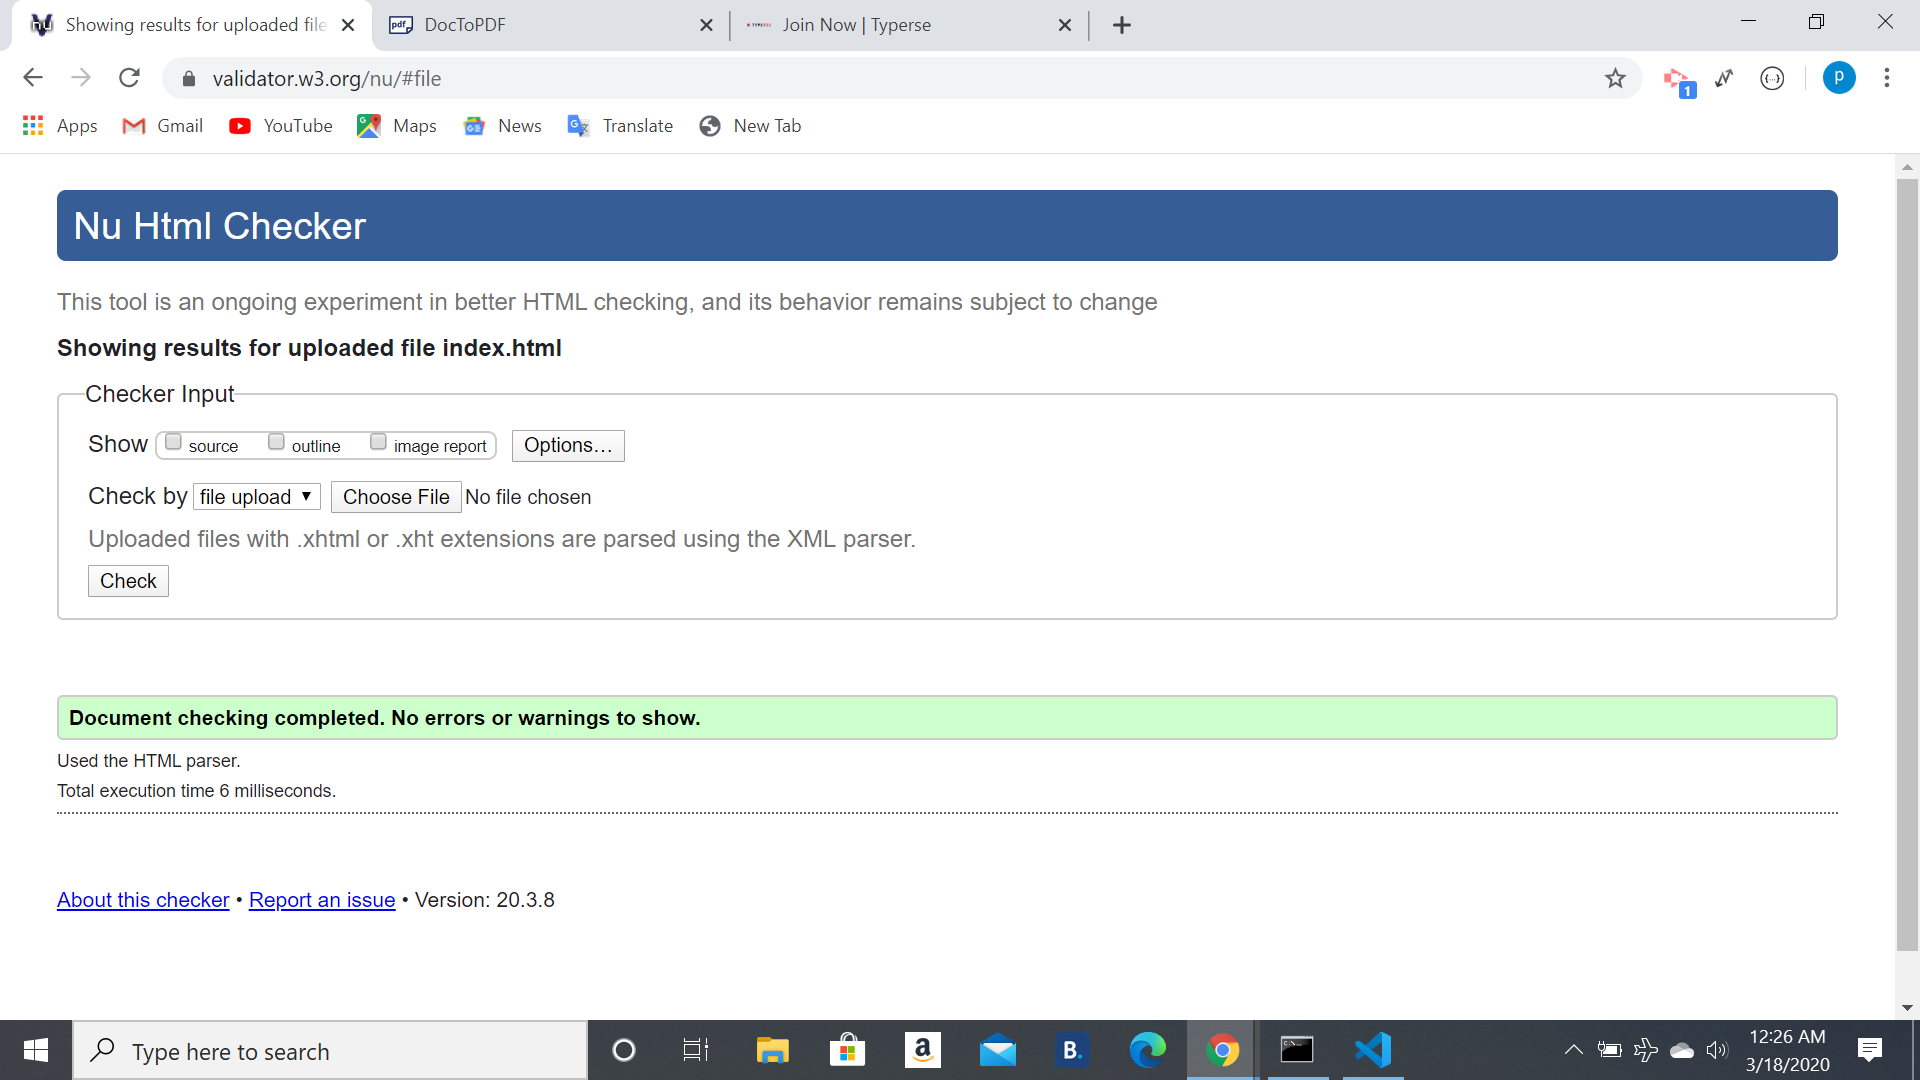 Showing results for uploaded file
DocToPDF
Join Now | Typerse
validator.w3.org/nu/#file
1
p
Apps
Gmail
YouTube
Maps
News
Translate
New Tab
Nu Html Checker
This tool is an ongoing experiment in better HTML checking, and its behavior remains subject to change
Showing results for uploaded file index.html
Checker Input
Show source outline image report Options...
Check by file upload Choose File No file chosen
Uploaded files with .xhtml or .xht extensions are parsed using the XML parser.
Check
Document checking completed. No errors or warnings to show.
Used the HTML parser.
Total execution time 6 milliseconds.
About this checker • Report an issue • Version: 20.3.8
Type here to search
12:26 AM
3/18/2020